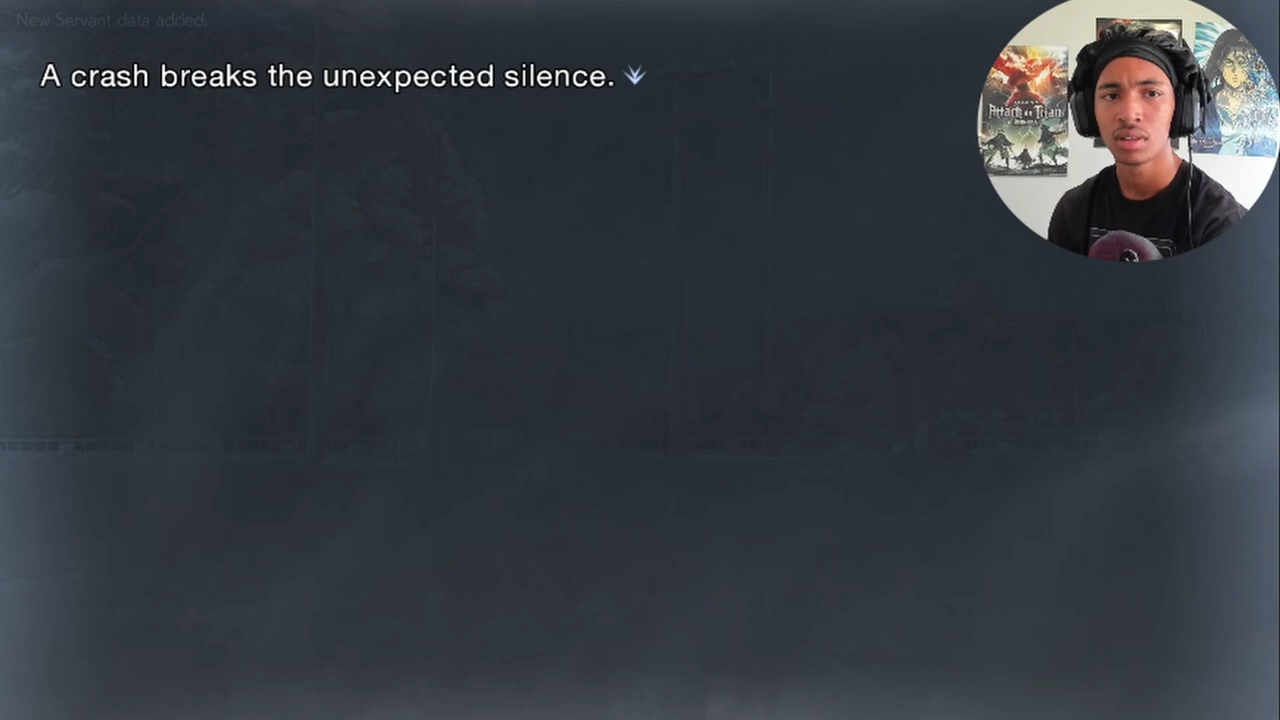 New Servant data added.
A crash breaks the unexpected silence.
Attack on Titan